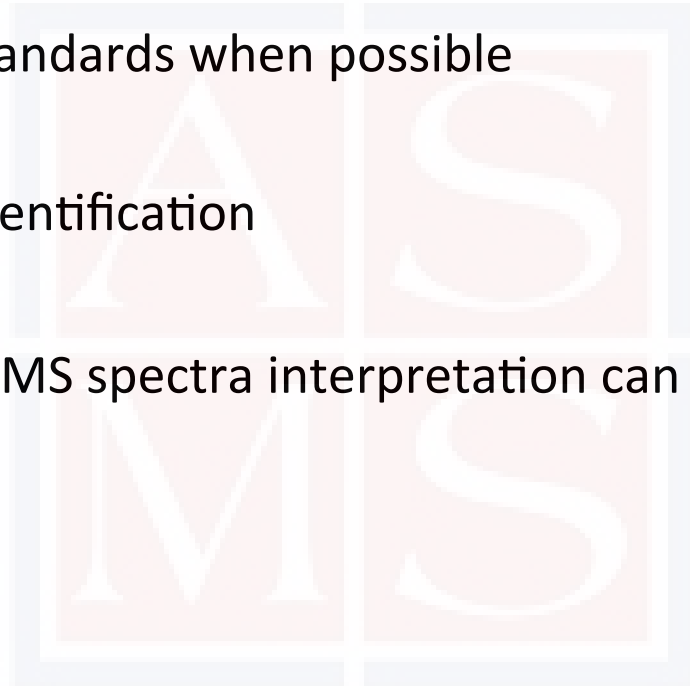 andards when possible
entification
MS spectra interpretation can
A S
M S